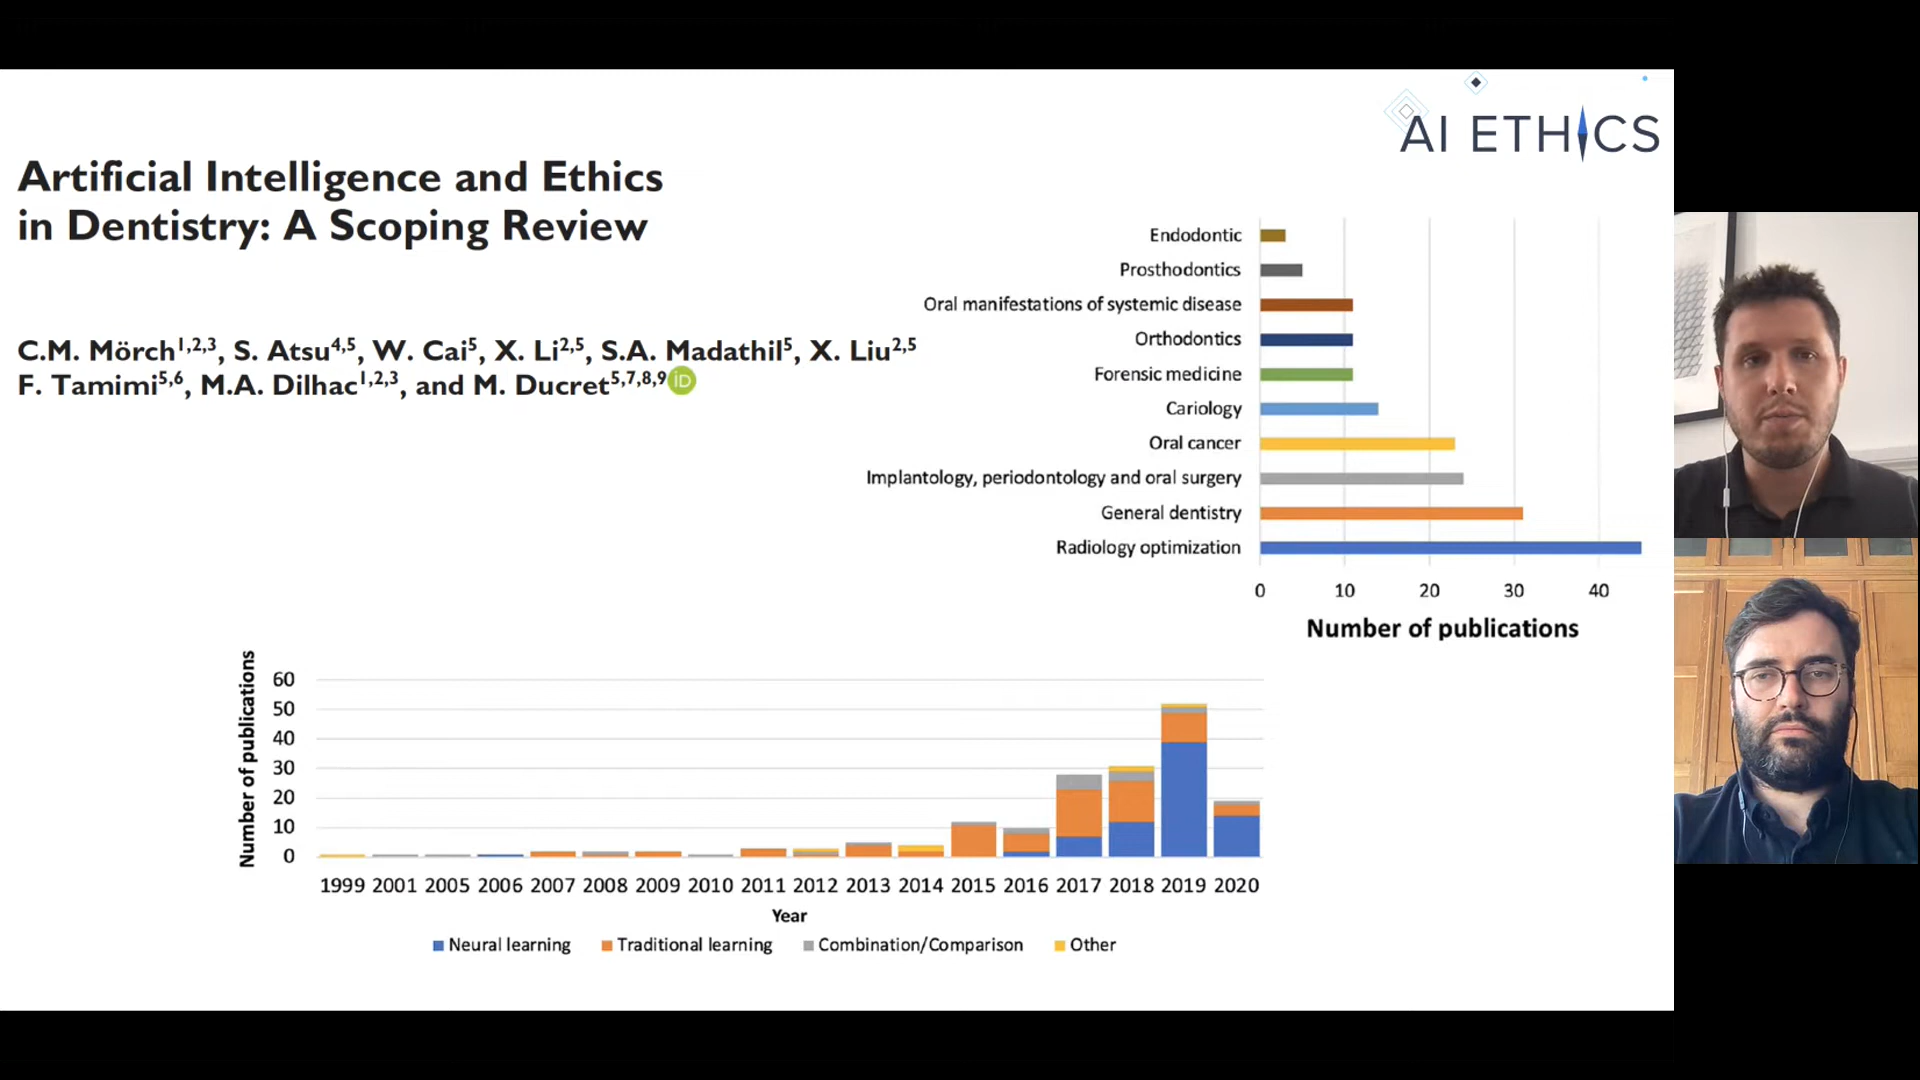 AI ETHICS
Artificial Intelligence and Ethics
in Dentistry: A Scoping Review
C.M. Mörch1,2,3, S. Atsu4,5, W. Cai5, X. Li2,5, S.A. Madathil5, X. Liu2,5
F. Tamimi5,6, M.A. Dilhac1,2,3, and M. Ducret5,7,8,9 iD
Endodontic
Prosthodontics
Oral manifestations of systemic disease
Orthodontics
Forensic medicine
Cariology
Oral cancer
Implantology, periodontology and oral surgery
General dentistry
Radiology optimization
0 10 20 30 40
Number of publications
Number of publications
60
50
40
30
20
10
0
1999 2001 2005 2006 2007 2008 2009 2010 2011 2012 2013 2014 2015 2016 2017 2018 2019 2020
Year
Neural learning Traditional learning Combination/Comparison Other